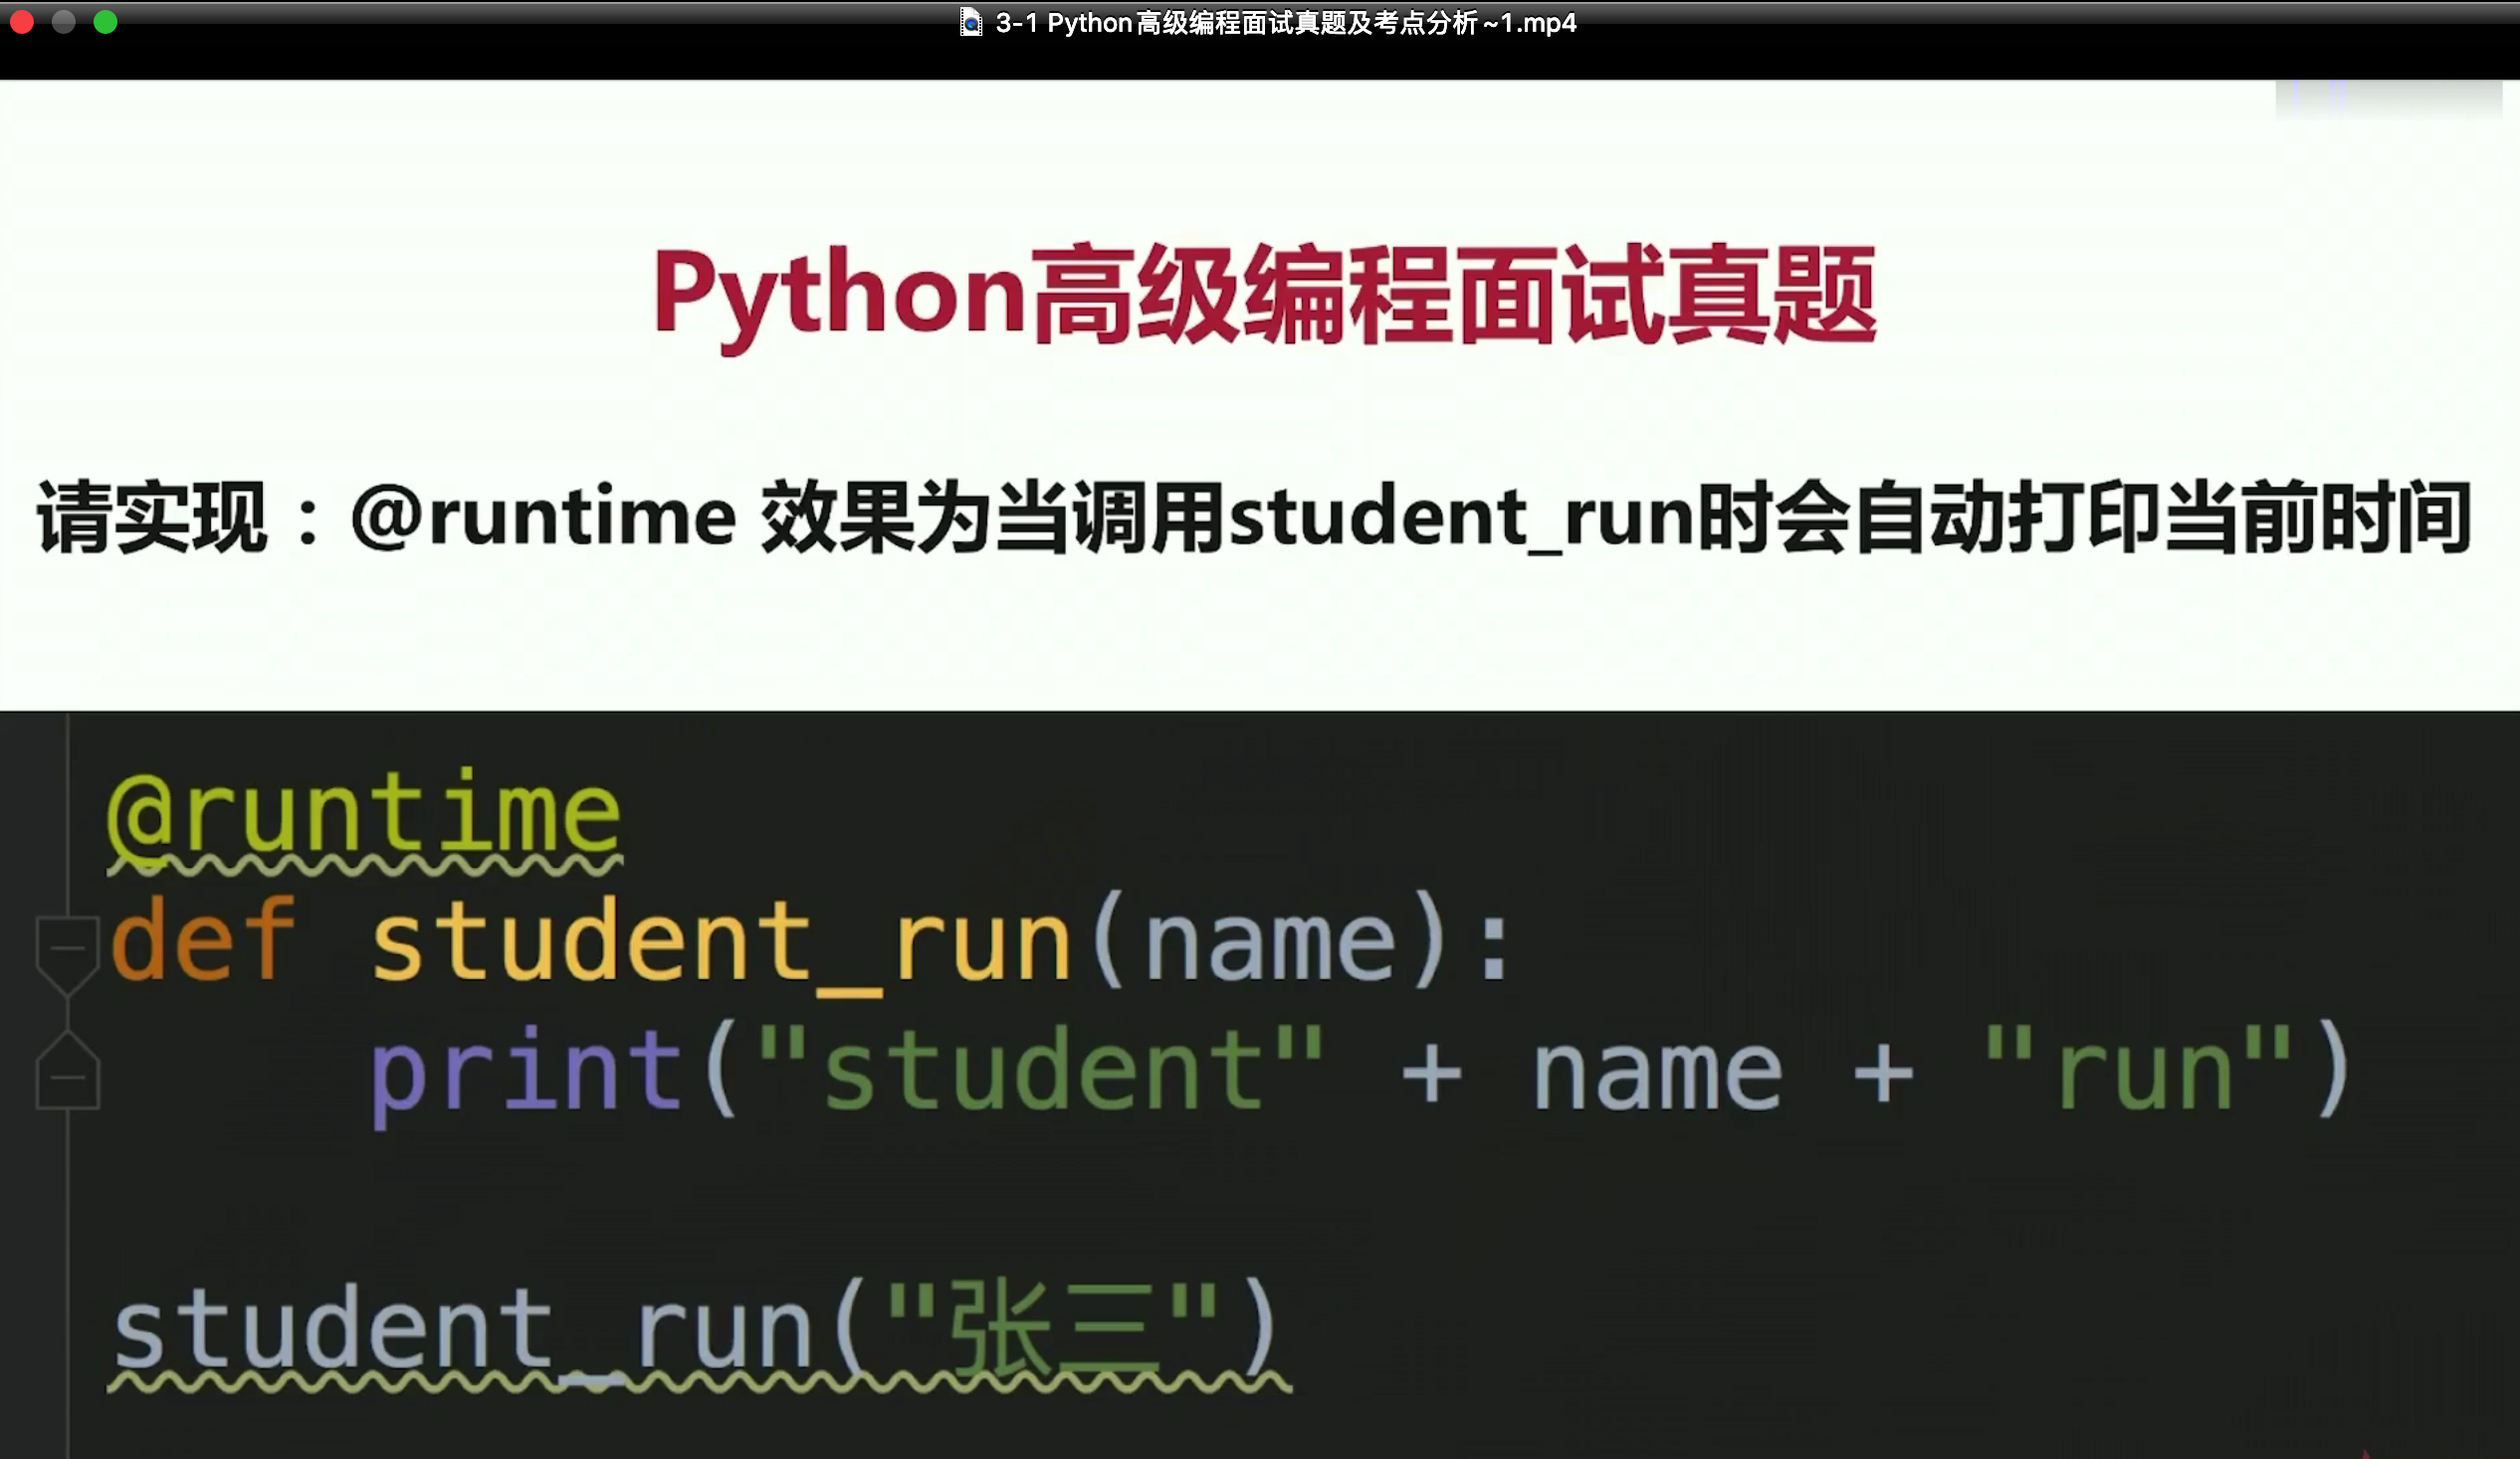 3-1 Python高级编程面试真题及考点分析~1.mp4
Python高级编程面试真题
请实现：@runtime 效果为当调用student_run时会自动打印当前时间
@runtime
def student_run(name):
    print("student" + name + "run")
student_run("张三")